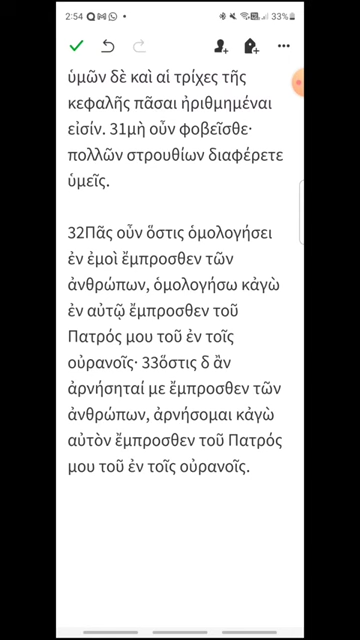 2:54
33%
ὑμῶν δὲ καὶ αἱ τρίχες τῆς
κεφαλῆς πᾶσαι ἠριθμημέναι
εἰσίν. 31μὴ οὖν φοβεῖσθε·
πολλῶν στρουθίων διαφέρετε
ὑμεῖς.
32Πᾶς οὖν ὅστις ὁμολογήσει
ἐν ἐμοὶ ἔμπροσθεν τῶν
ἀνθρώπων, ὁμολογήσω κἀγὼ
ἐν αὐτῷ ἔμπροσθεν τοῦ
Πατρός μου τοῦ ἐν τοῖς
οὐρανοῖς· 33ὅστις δ ἂν
ἀρνήσηταί με ἔμπροσθεν τῶν
ἀνθρώπων, ἀρνήσομαι κἀγὼ
αὐτὸν ἔμπροσθεν τοῦ Πατρός
μου τοῦ ἐν τοῖς οὐρανοῖς.